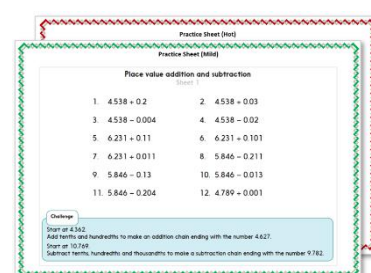 Practice Sheet (Hot)
Practice Sheet (Mild)
Place value addition and subtraction
Sheet 1
1. 4.538 + 0.2 2. 4.538 + 0.03
3. 4.538 – 0.004 4. 4.538 – 0.02
5. 6.231 + 0.11 6. 6.231 + 0.101
7. 6.231 + 0.011 8. 5.846 – 0.211
9. 5.846 – 0.13 10. 5.846 – 0.013
11. 5.846 – 0.204 12. 4.789 + 0.001
Challenge
Start at 4.362.
Add tenths and hundredths to make an addition chain ending with the number 4.627.
Start at 10.769.
Subtract tenths, hundredths and thousandths to make a subtraction chain ending with the number 9.782.